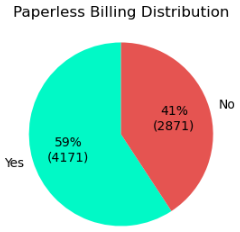 Paperless Billing Distribution
41%
(2871)
No
59%
(4171)
Yes